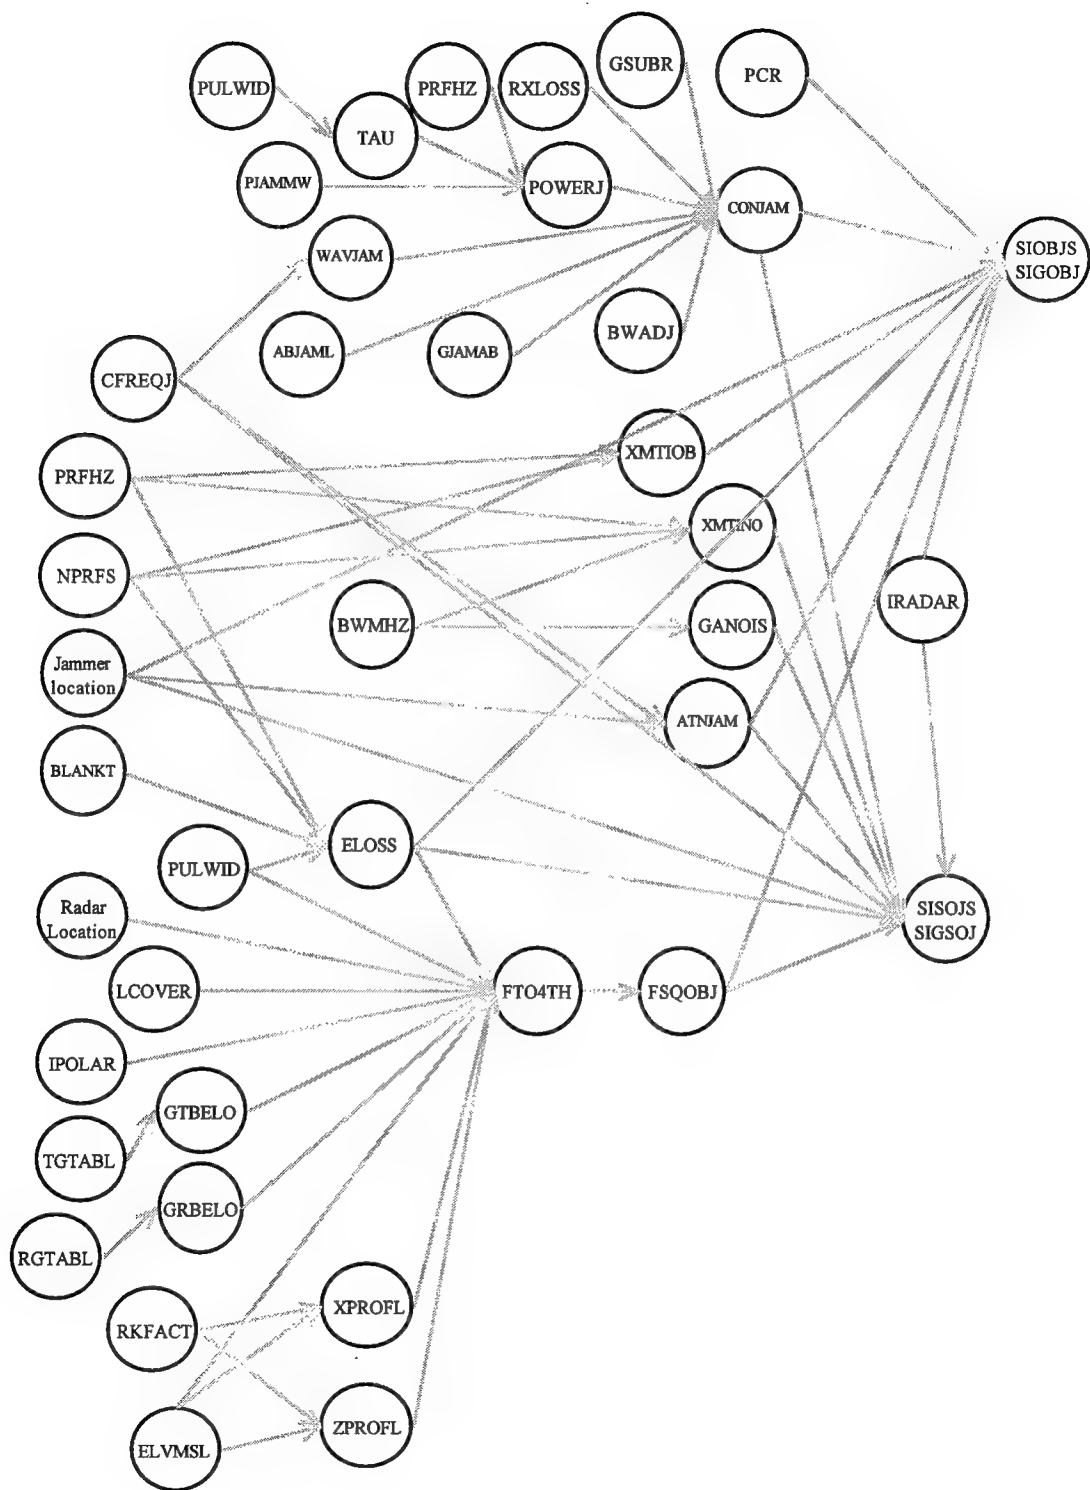 GSUBR
PCR
PULWID
PRFHZ
RXLOSS
TAU
PJAMMW
POWERJ
CONJAM
WAVJAM
SIOBJS
SIGOBJ
ABJAML
GJAMAB
BWADJ
CFREQJ
XMTIOB
PRFHZ
XMTINO
NPRFS
BWMHZ
GANOIS
IRADAR
Jammer
location
ATNJAM
BLANKT
ELOSS
PULWID
Radar
Location
SISOJS
SIGSOJ
LCOVER
FTO4TH
FSQOBJ
IPOLAR
GTBELO
TGTABL
GRBELO
RGTABL
XPROFL
RKFACT
ZPROFL
ELVMSL